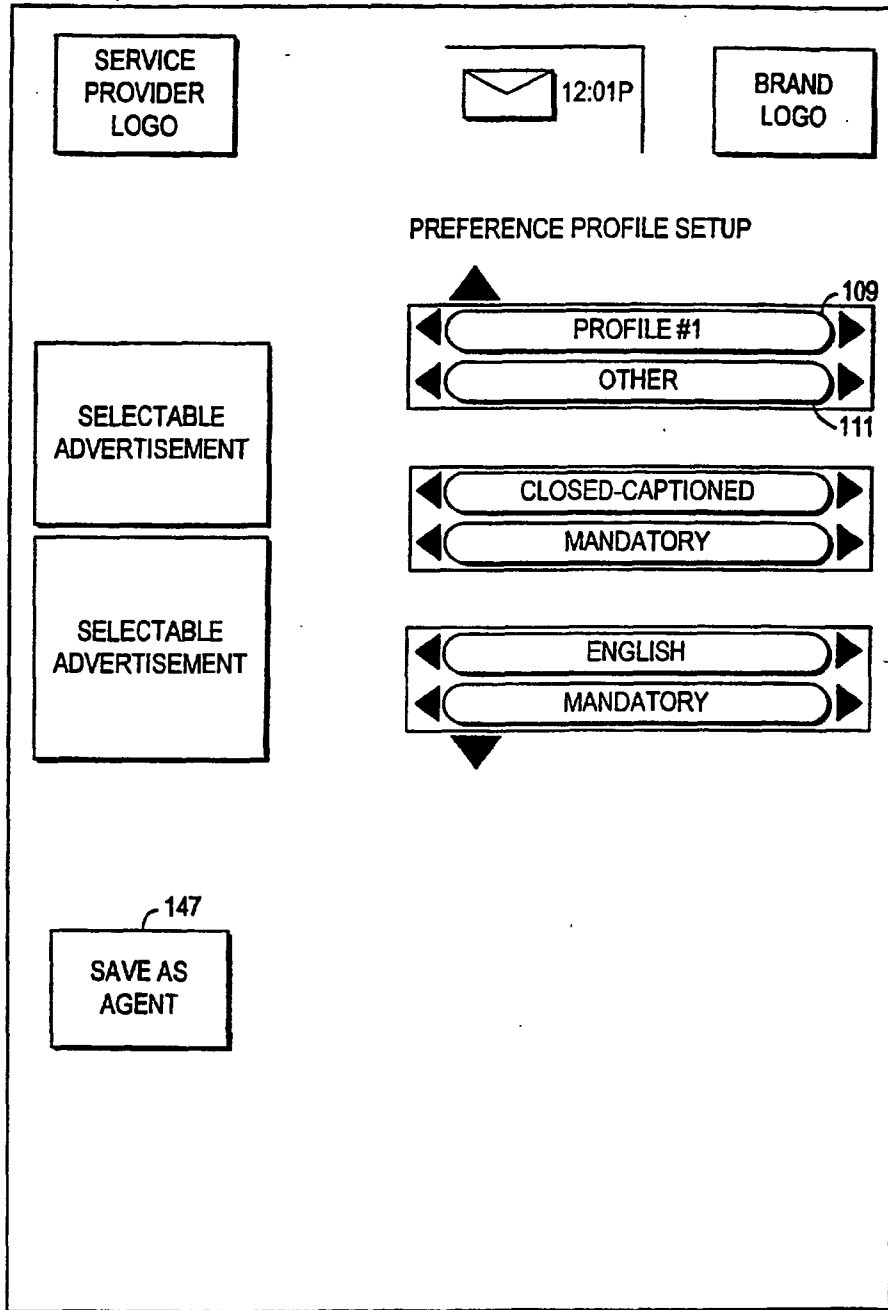 SERVICE
PROVIDER
LOGO
12:01P
BRAND
LOGO
PREFERENCE PROFILE SETUP
109
PROFILE #1
OTHER
111
SELECTABLE
ADVERTISEMENT
CLOSED-CAPTIONED
MANDATORY
SELECTABLE
ADVERTISEMENT
ENGLISH
MANDATORY
147
SAVE AS
AGENT